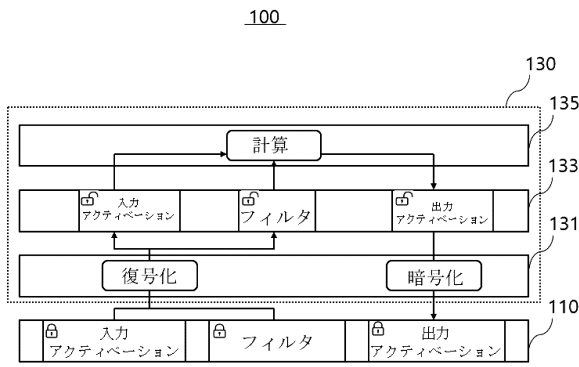 100
130
135
計算
133
入力
アクティベーション
フィルタ
出力
アクティベーション
131
復号化
暗号化
110
入力
アクティベーション
フィルタ
出力
アクティベーション